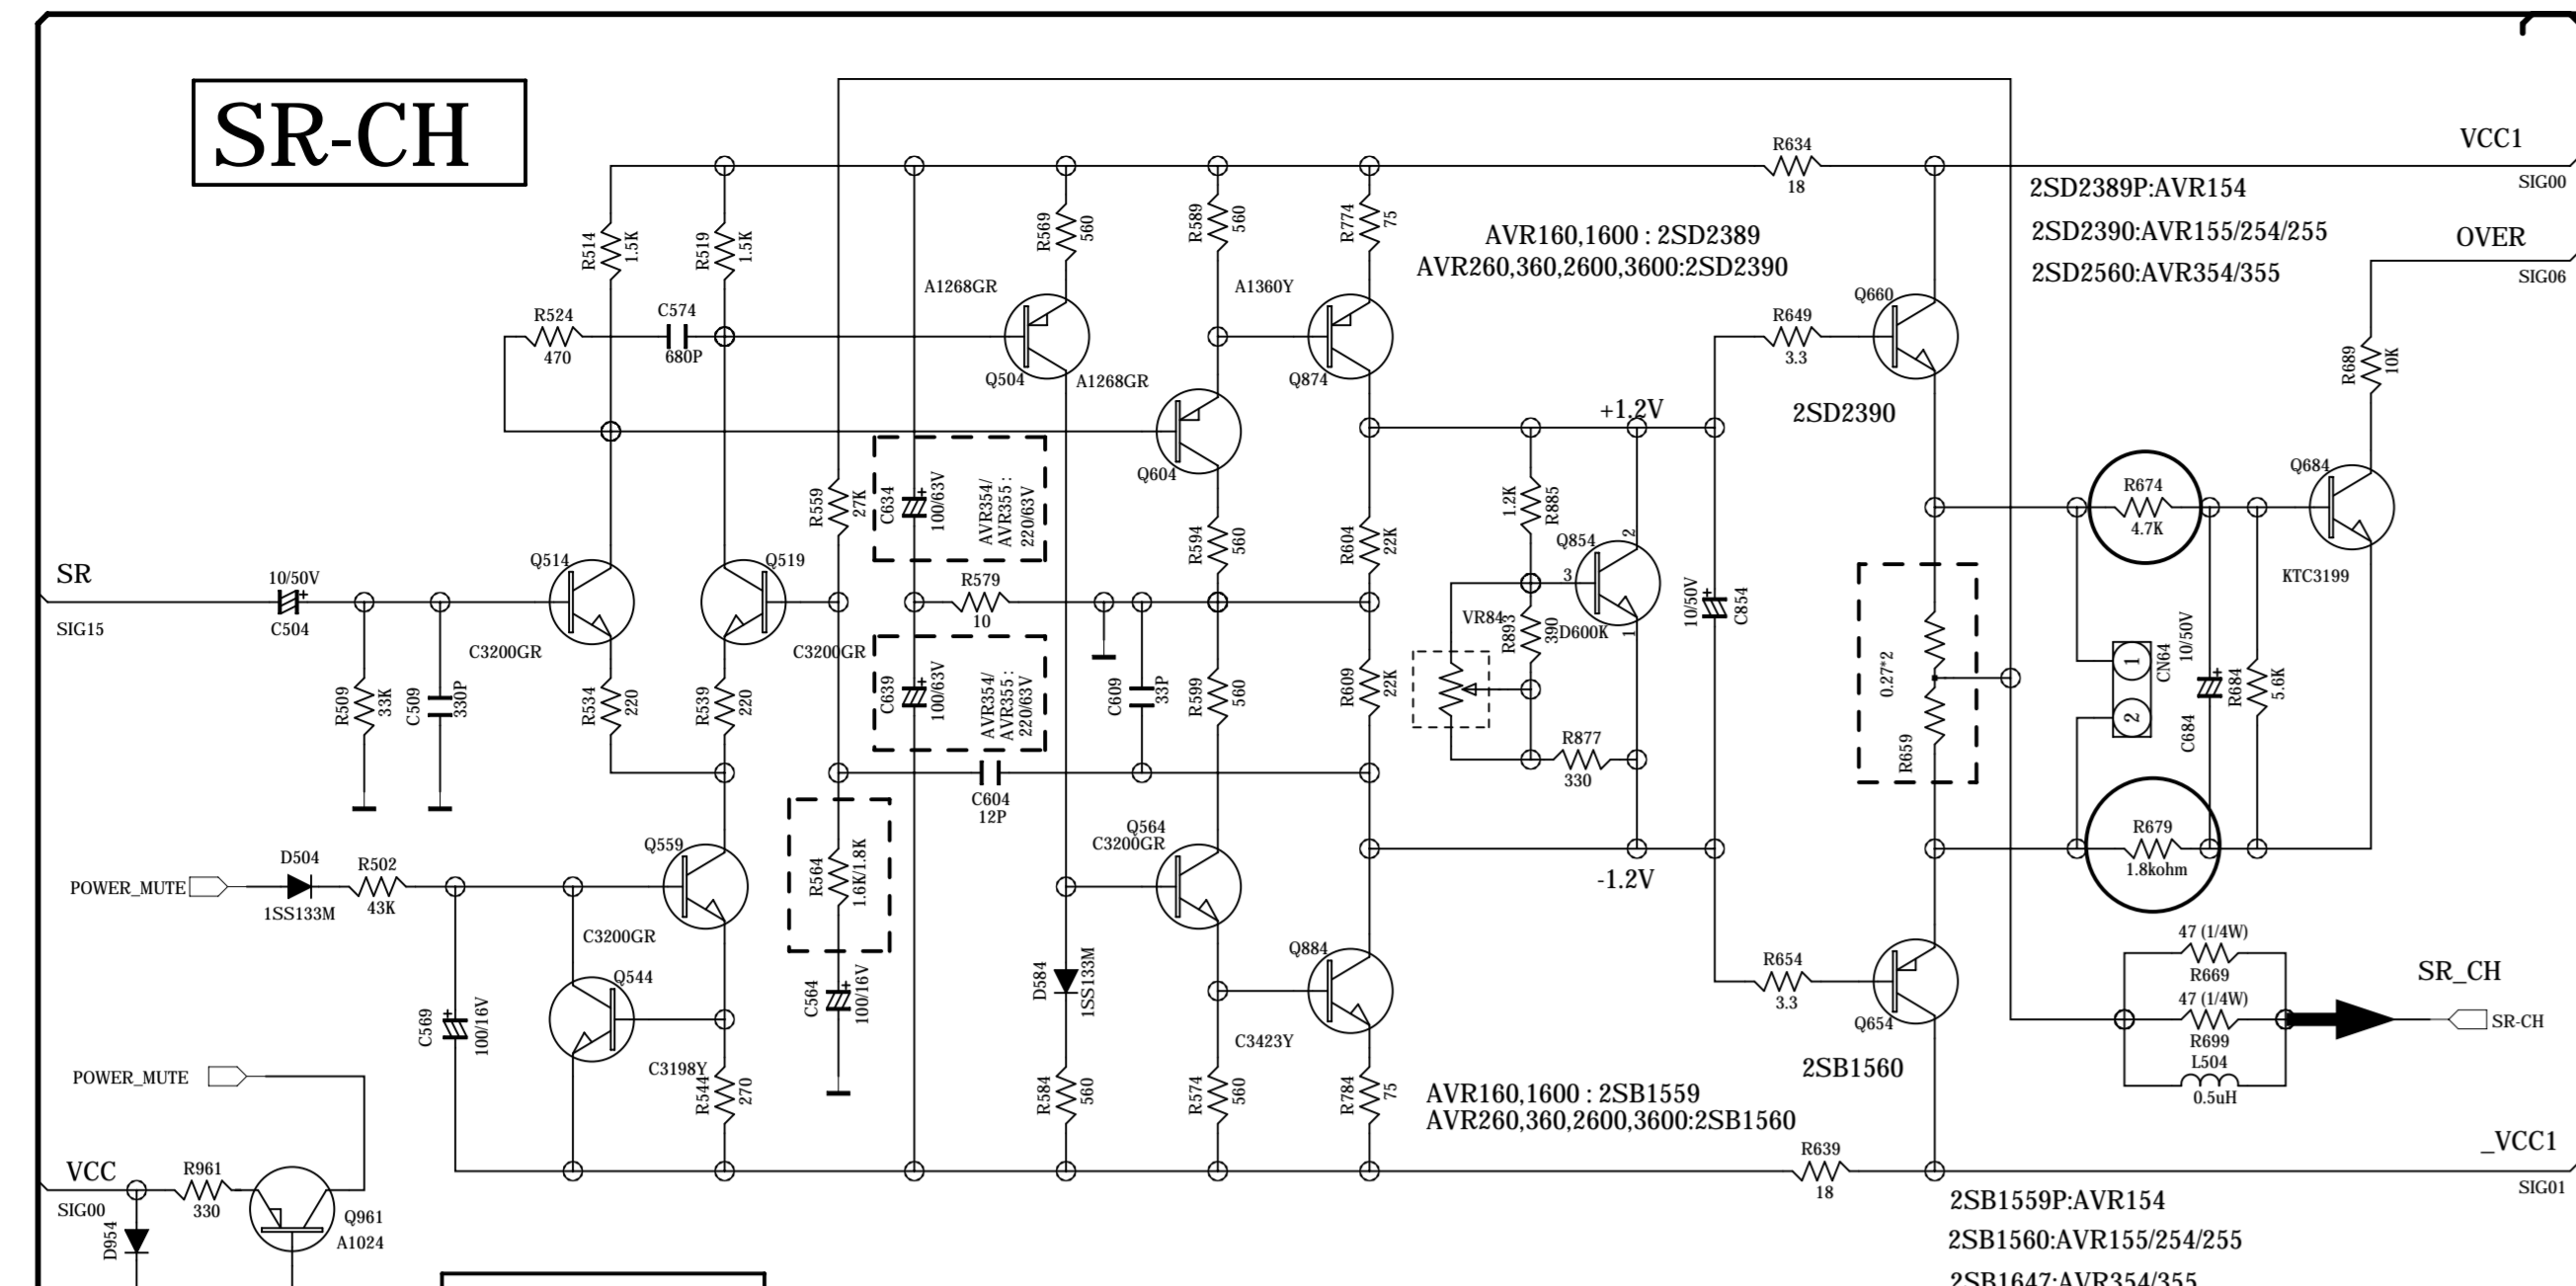 SR-CH
VCC1
SIG00
R634
18
2SD2389P:AVR154
2SD2390:AVR155/254/255
2SD2560:AVR354/355
OVER
SIG06
R514
1.5K
R519
1.5K
R569
560
R589
560
R774
75
AVR160,1600 : 2SD2389
AVR260,360,2600,3600:2SD2390
A1268GR
A1360Y
R524
470
C574
680P
Q504
A1268GR
Q874
R649
3.3
Q660
R689
10K
+1.2V
2SD2390
Q604
R559
27K
C634
100/63V
AVR354/
AVR355 :
220/63V
R594
560
R604
22K
1.2K
R885
Q854
2
3
1
D600K
R674
4.7K
Q684
KTC3199
SR
SIG15
10/50V
C504
Q514
Q519
C3200GR
C3200GR
R579
10
VR84
R893
390
10/50V
C854
R509
33K
C509
330P
R534
220
R539
220
C639
100/63V
AVR354/
AVR355 :
220/63V
C609
33P
R599
560
R609
22K
R877
330
0.27*2
R659
1
2
CN64
10/50V
C684
R684
5.6K
C604
12P
POWER_MUTE
D504
1SS133M
R502
43K
Q559
C3200GR
R564
1.6K/1.8K
Q564
C3200GR
-1.2V
R679
1.8kohm
Q544
C3198Y
C569
100/16V
C564
100/16V
D584
1SS133M
Q884
C3423Y
R654
3.3
Q654
2SB1560
47 (1/4W)
R669
47 (1/4W)
R699
L504
0.5uH
SR_CH
SR-CH
POWER_MUTE
R544
270
R584
560
R574
560
R784
75
AVR160,1600 : 2SB1559
AVR260,360,2600,3600:2SB1560
R639
18
_VCC1
SIG01
VCC
SIG00
R961
330
Q961
A1024
D954
2SB1559P:AVR154
2SB1560:AVR155/254/255
2SB1647:AVR354/355